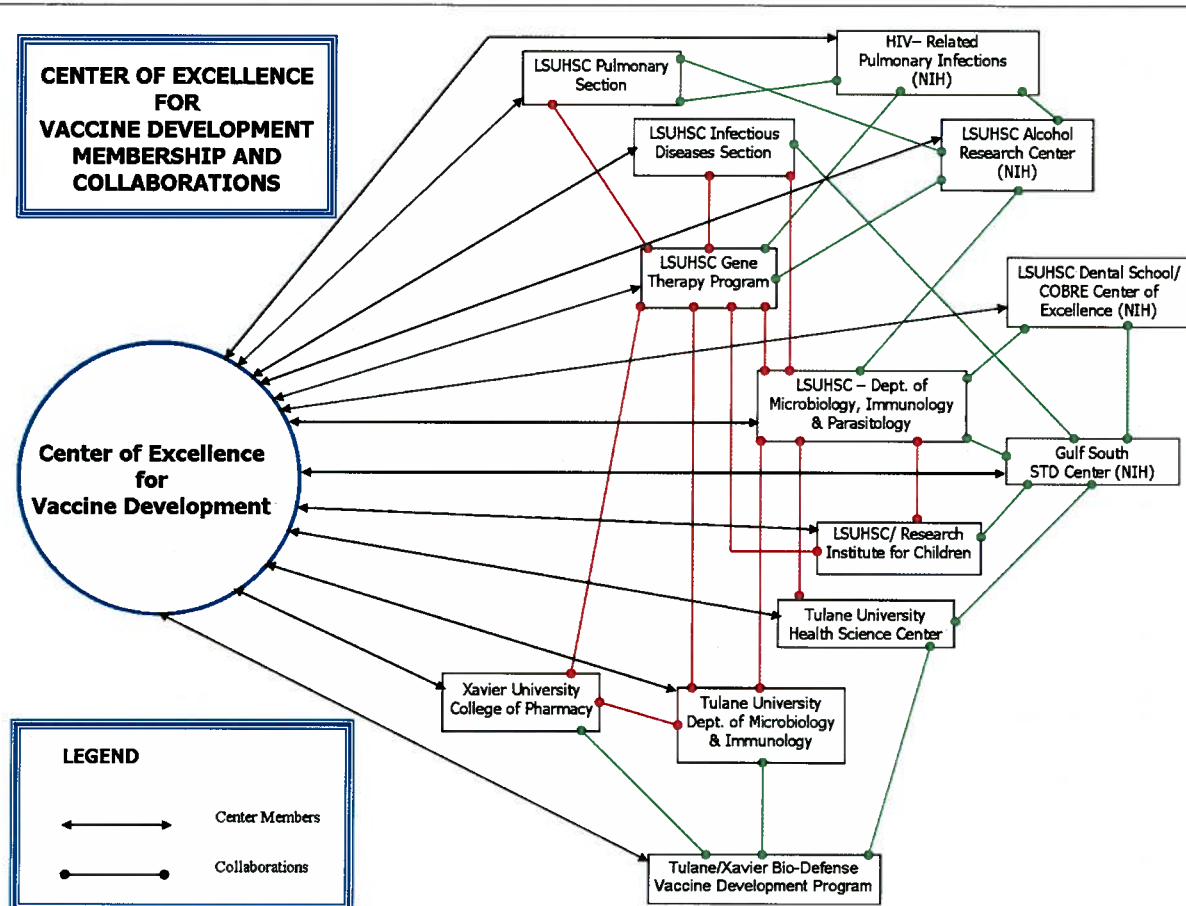 CENTER OF EXCELLENCE
FOR
VACCINE DEVELOPMENT
MEMBERSHIP AND
COLLABORATIONS
HIV– Related
Pulmonary Infections
(NIH)
LSUHSC Pulmonary
Section
LSUHSC Infectious
Diseases Section
LSUHSC Alcohol
Research Center
(NIH)
LSUHSC Gene
Therapy Program
LSUHSC Dental School/
COBRE Center of
Excellence (NIH)
LSUHSC – Dept. of
Microbiology, Immunology
& Parasitology
Center of Excellence
for
Vaccine Development
Gulf South
STD Center (NIH)
LSUHSC/ Research
Institute for Children
Tulane University
Health Science Center
Xavier University
College of Pharmacy
Tulane University
Dept. of Microbiology
& Immunology
LEGEND
Center Members
Collaborations
Tulane/Xavier Bio-Defense
Vaccine Development Program